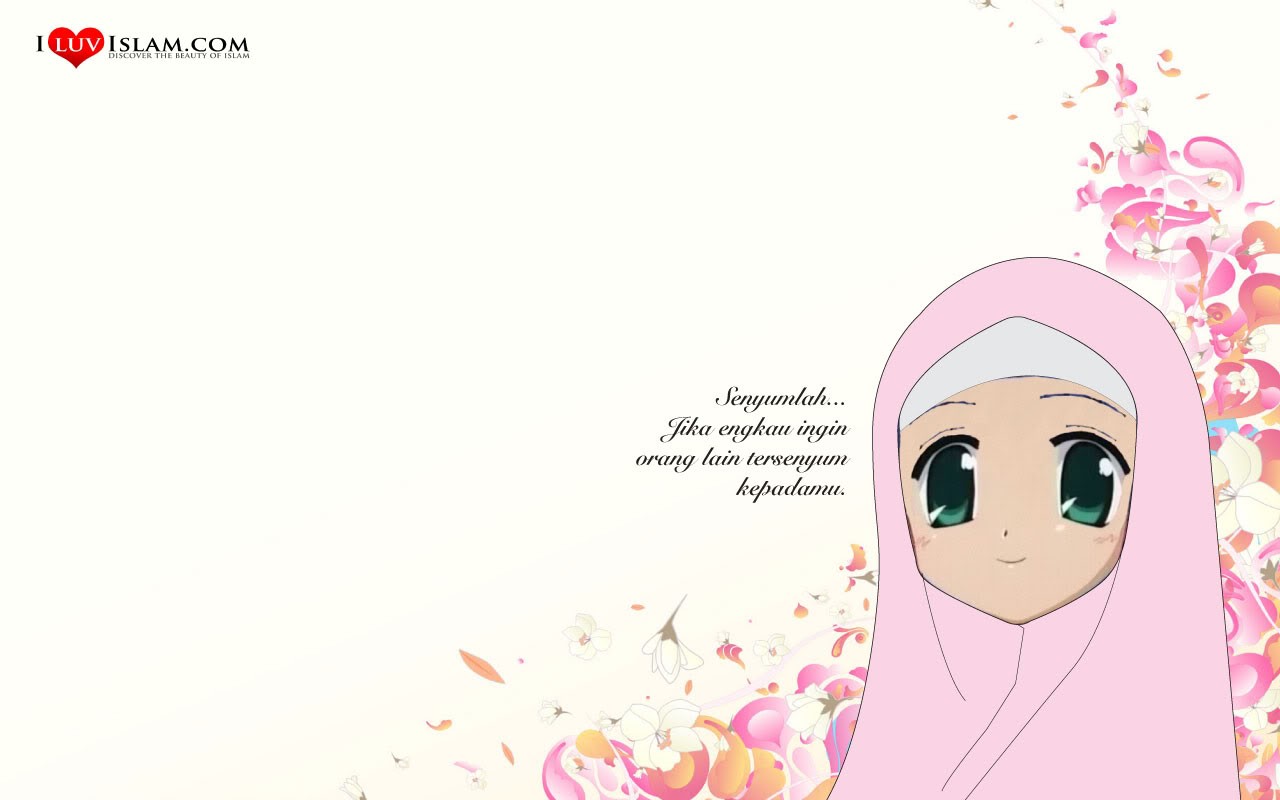 I LUV ISLAM.COM
DISCOVER THE BEAUTY OF ISLAM
Senyumlah...
Jika engkau ingin
orang lain tersenyum
kepadamu.